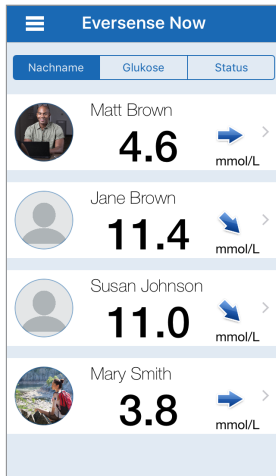 Eversense Now
Nachname Glukose Status
Matt Brown
4.6
mmol/L
Jane Brown
11.4
mmol/L
Susan Johnson
11.0
mmol/L
Mary Smith
3.8
mmol/L